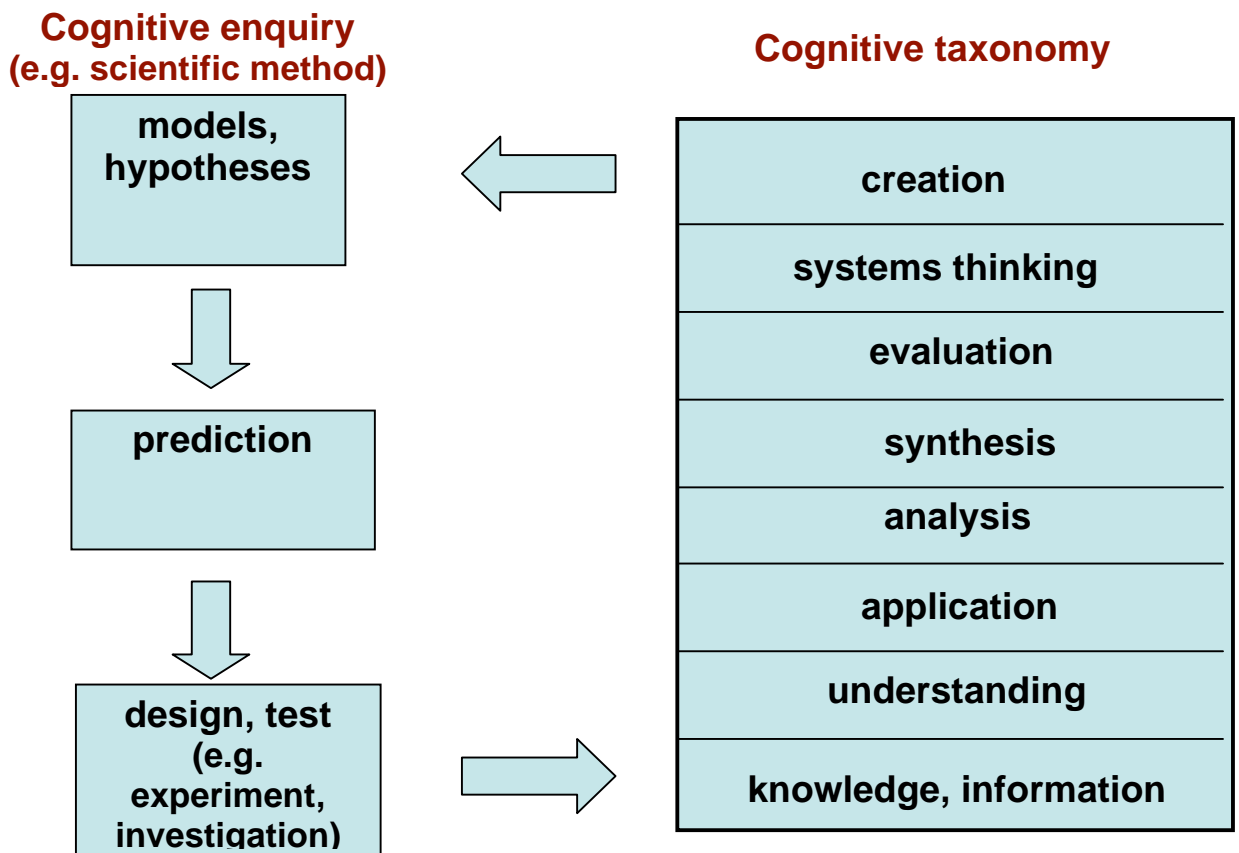 Cognitive enquiry
(e.g. scientific method)
models,
hypotheses
prediction
design, test
(e.g.
experiment,
investigation)
Cognitive taxonomy
creation
systems thinking
evaluation
synthesis
analysis
application
understanding
knowledge, information